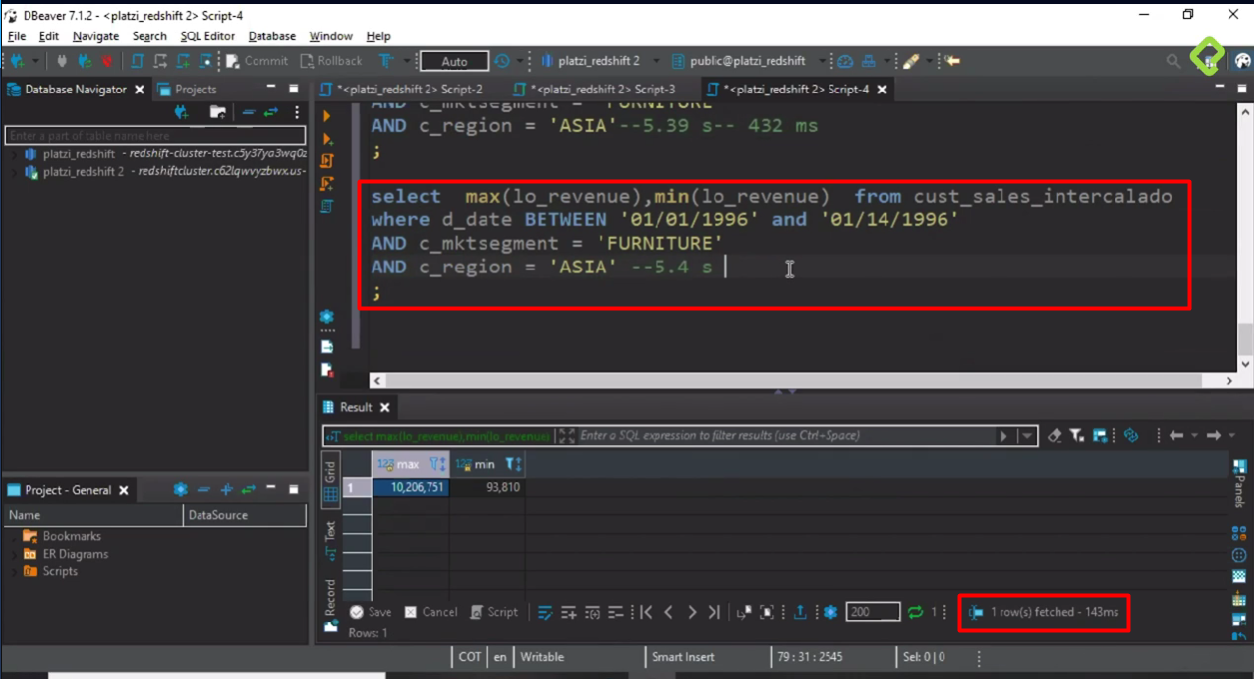 DBeaver 7.1.2 - <platzi_redshift 2> Script-4
File Edit Navigate Search SQL Editor Database Window Help
Commit Rollback Auto platzi_redshift 2 public@platzi_redshift
Database Navigator Projects
*<platzi_redshift 2> Script-2 *<platzi_redshift 2> Script-3 *<platzi_redshift 2> Script-4
Enter a part of table name here
platzi_redshift - redshift-cluster-test.c5y37ya3wq0z
platzi_redshift 2 - redshiftcluster.c62lqwvyzbwx.us-
AND c_mktsegment = 'FURNITURE'
AND c_region = 'ASIA'--5.39 s-- 432 ms
;
select max(lo_revenue),min(lo_revenue) from cust_sales_intercalado
where d_date BETWEEN '01/01/1996' and '01/14/1996'
AND c_mktsegment = 'FURNITURE'
AND c_region = 'ASIA' --5.4 s
;
Result
select max(lo_revenue),min(lo_revenue) Enter a SQL expression to filter results (use Ctrl+Space)
Grid
Text
Record
Panels
123 max 123 min
1 10,206,751 93,810
Save Cancel Script 200 1 1 row(s) fetched - 143ms
Rows: 1
Project - General
Name DataSource
Bookmarks
ER Diagrams
Scripts
COT en Writable Smart Insert 79 : 31 : 2545 Sel: 0 | 0